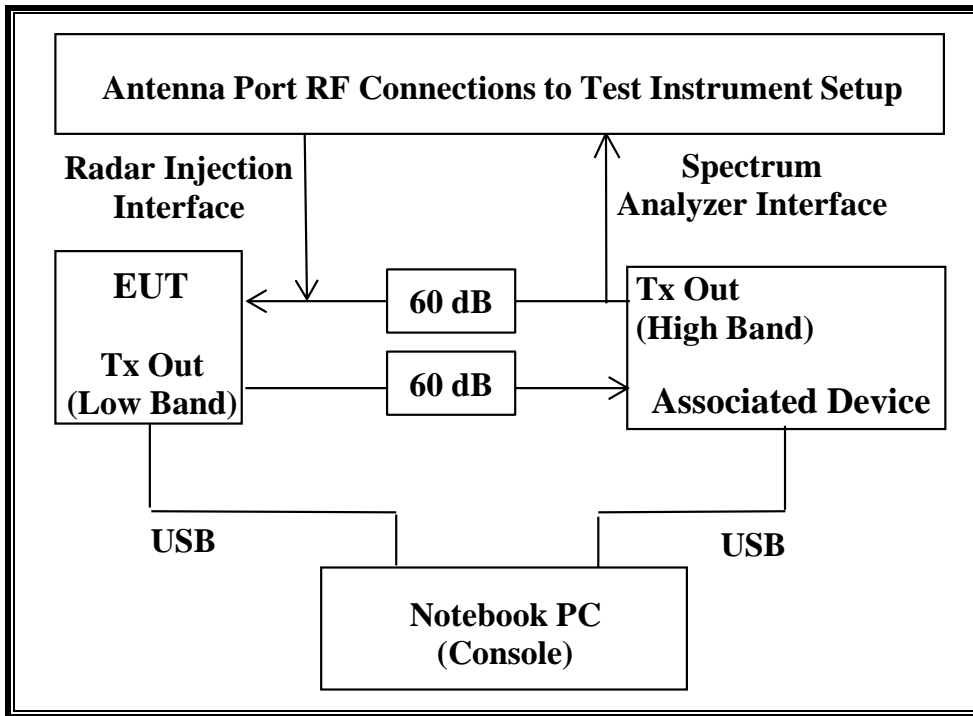 Antenna Port RF Connections to Test Instrument Setup
Radar Injection
Interface
Spectrum
Analyzer Interface
EUT
Tx Out
(Low Band)
60 dB
60 dB
Tx Out
(High Band)
Associated Device
USB
USB
Notebook PC
(Console)